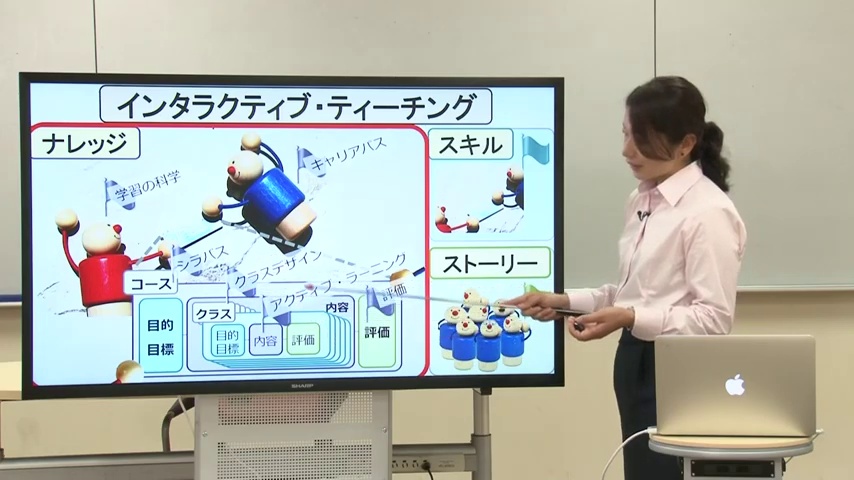 インタラクティブ・ティーチング
ナレッジ
スキル
学習の科学
キャリアパス
シラバス
クラスデザイン
アクティブ・ラーニング
評価
ストーリー
コース
目的
目標
クラス
目的
目標
内容
評価
内容
評価
SHARP